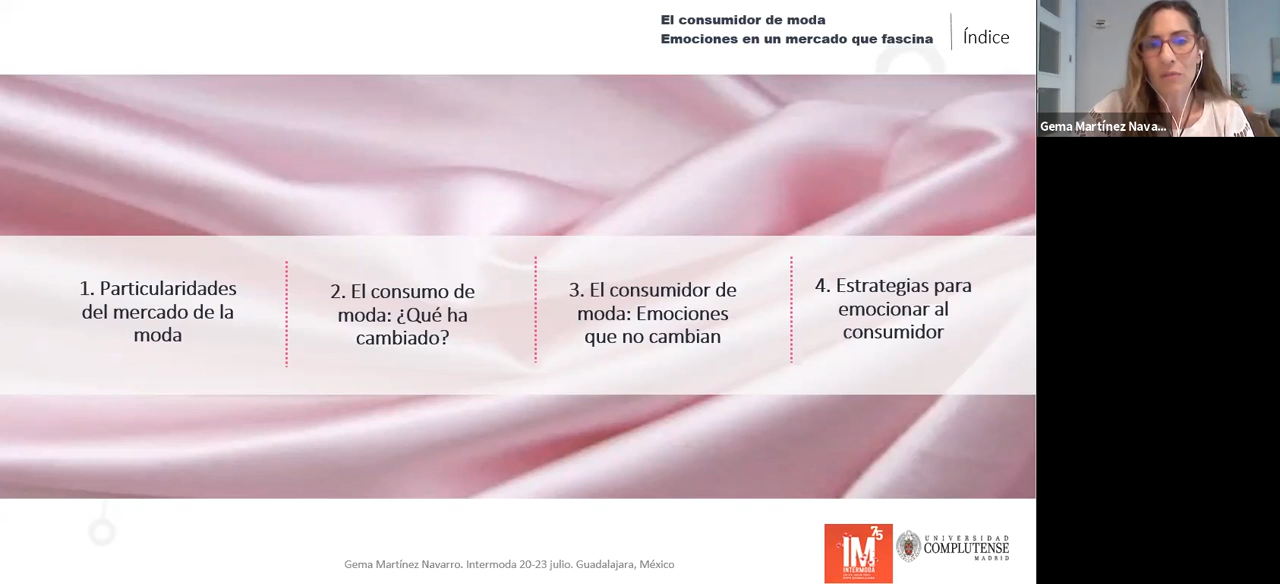 El consumidor de moda
Emociones en un mercado que fascina
Índice
Gema Martínez Nava...
1. Particularidades
del mercado de la
moda
2. El consumo de
moda: ¿Qué ha
cambiado?
3. El consumidor de
moda: Emociones
que no cambian
4. Estrategias para
emocionar al
consumidor
Gema Martínez Navarro. Intermoda 20-23 julio. Guadalajara, México
IM
75
INTERMODA
UNIVERSIDAD
COMPLUTENSE
MADRID